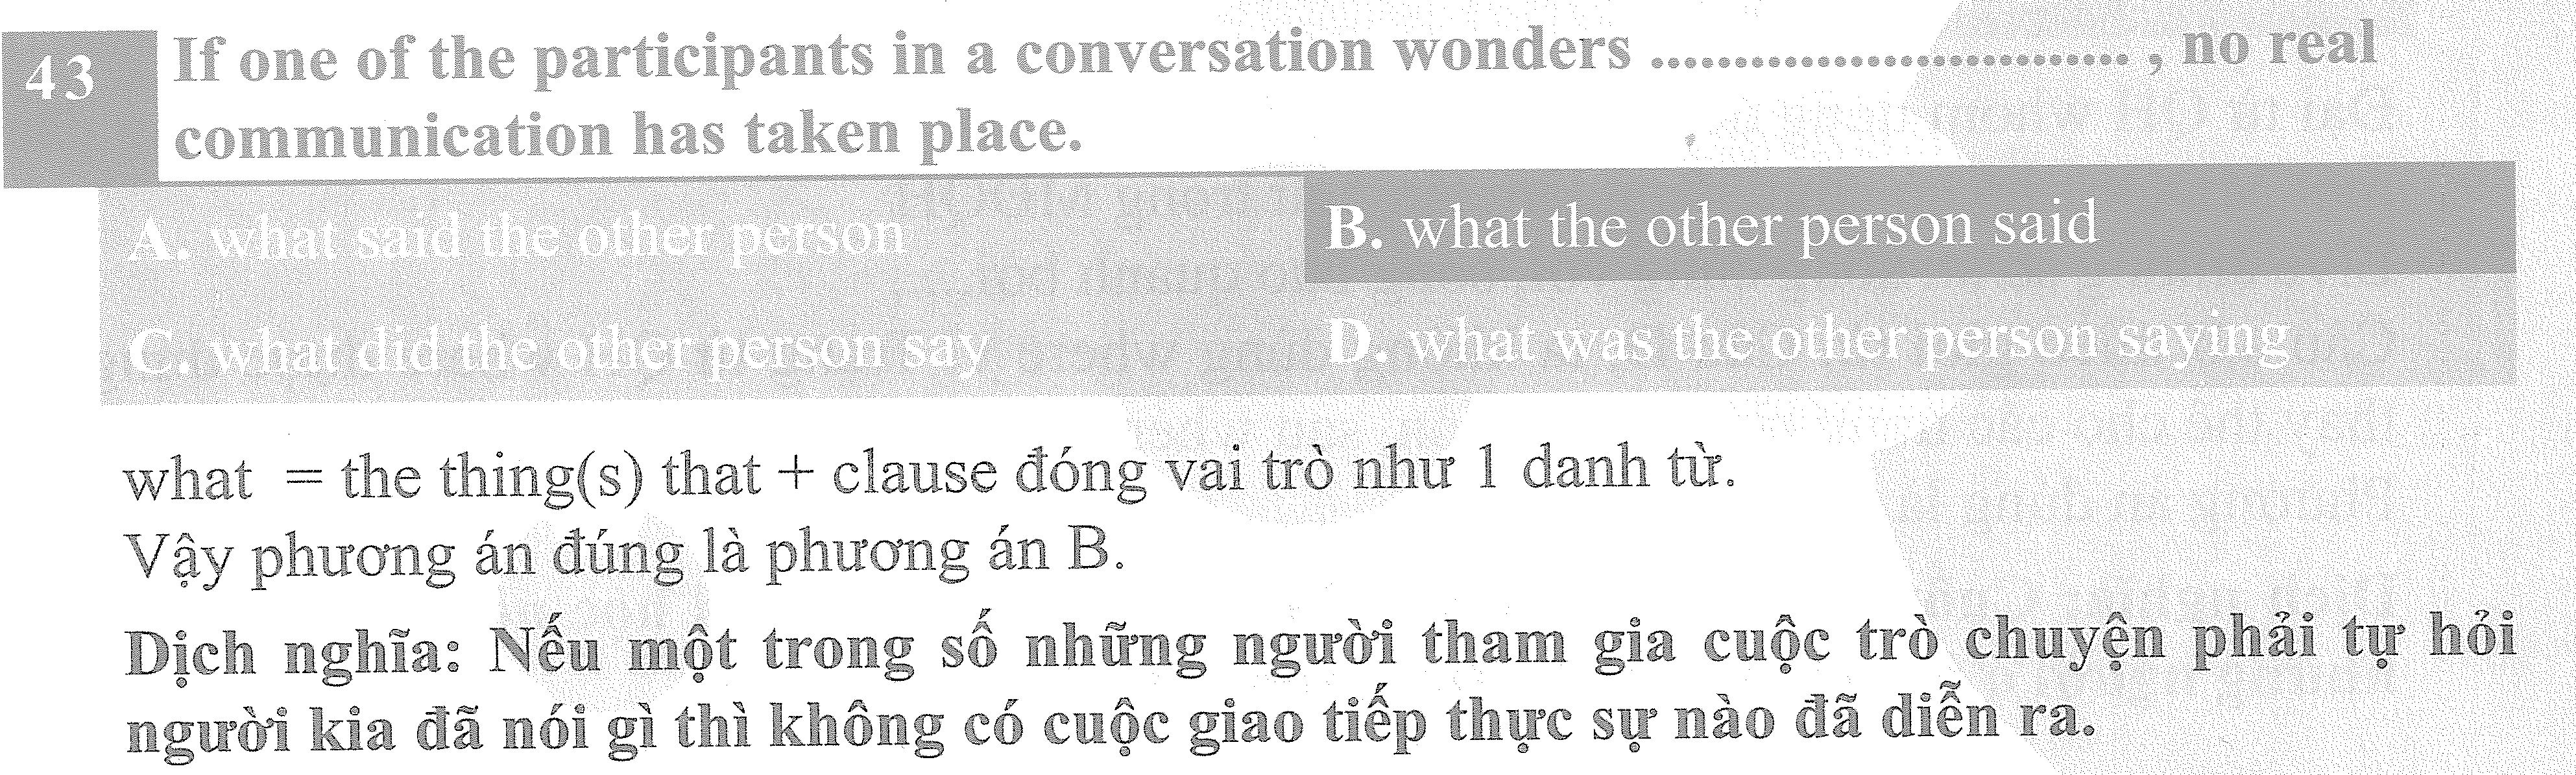 43 If one of the participants in a conversation wonders ............................. , no real
communication has taken place.
A. what said the other person B. what the other person said
C. what did the other person say D. what was the other person saying
what = the thing(s) that + clause đóng vai trò như 1 danh từ.
Vậy phương án đúng là phương án B.
Dịch nghĩa: Nếu một trong số những người tham gia cuộc trò chuyện phải tự hỏi
người kia đã nói gì thì không có cuộc giao tiếp thực sự nào đã diễn ra.